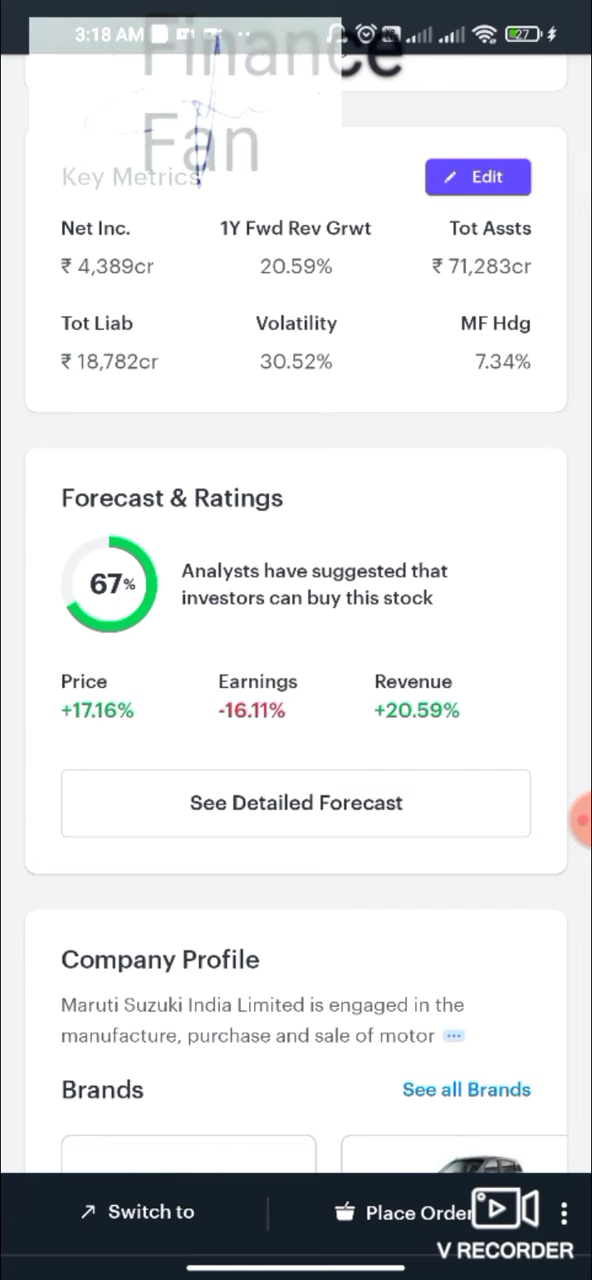 3:18 AM
27
Finance
Fan
Key Metrics
Edit
Net Inc. 1Y Fwd Rev Grwt Tot Assts
₹ 4,389cr 20.59% ₹ 71,283cr
Tot Liab Volatility MF Hdg
₹ 18,782cr 30.52% 7.34%
Forecast & Ratings
67%
Analysts have suggested that
investors can buy this stock
Price Earnings Revenue
+17.16% -16.11% +20.59%
See Detailed Forecast
Company Profile
Maruti Suzuki India Limited is engaged in the
manufacture, purchase and sale of motor ...
Brands See all Brands
Switch to Place Order
V RECORDER